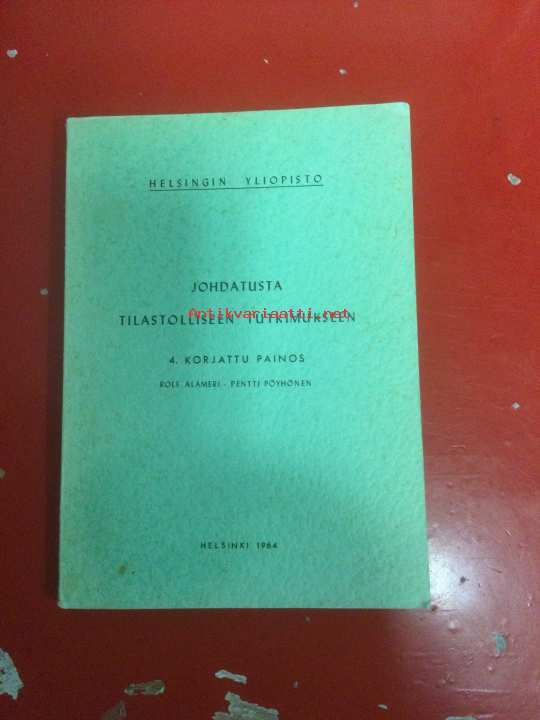 HELSINGIN YLIOPISTO
JOHDATUSTA
Antikvariaatti.net
TILASTOLLISEEN TUTKIMUKSEEN
4. KORJATTU PAINOS
ROLF ALAMERI - PENTTI PÖYHÖNEN
HELSINKI 1964